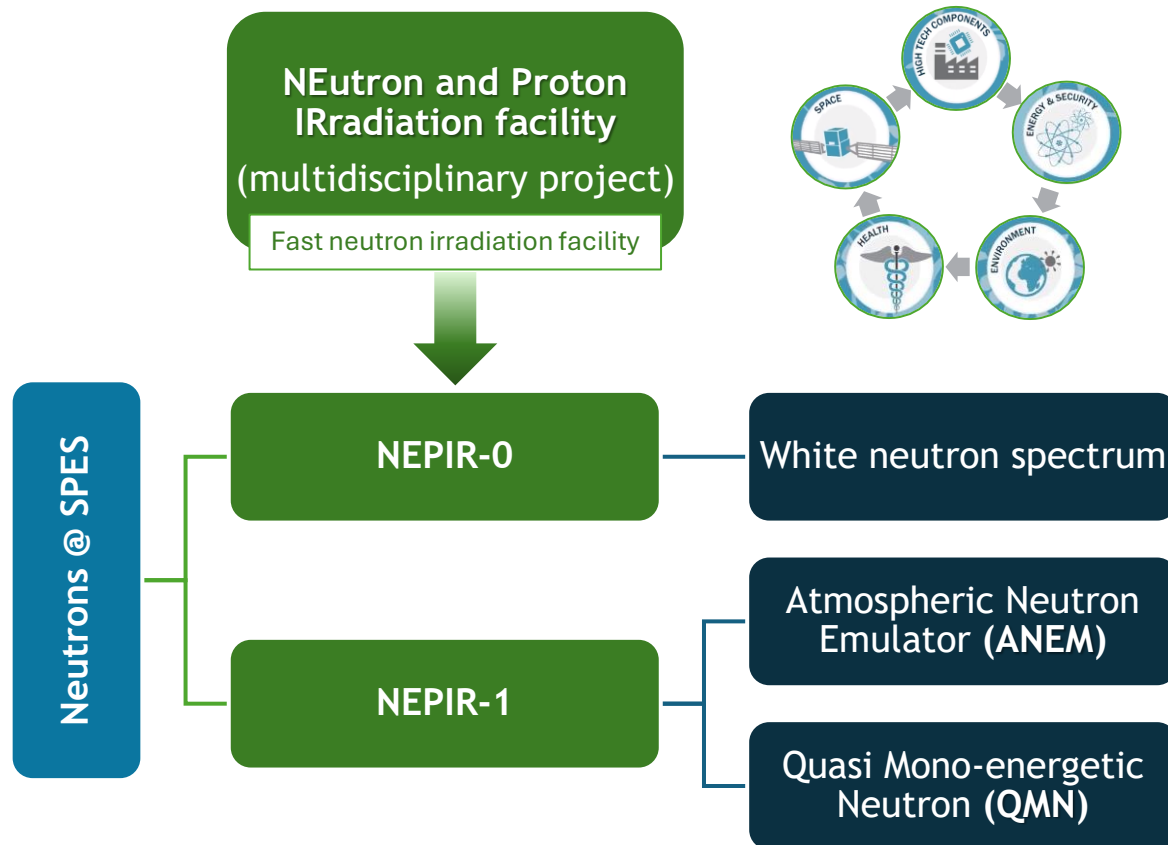 NEutron and Proton
IRradiation facility
(multidisciplinary project)
Fast neutron irradiation facility
HIGH TECH COMPONENTS
ENERGY & SECURITY
ENVIRONMENT
HEALTH
SPACE
Neutrons @ SPES
NEPIR-0
White neutron spectrum
NEPIR-1
Atmospheric Neutron
Emulator (ANEM)
Quasi Mono-energetic
Neutron (QMN)